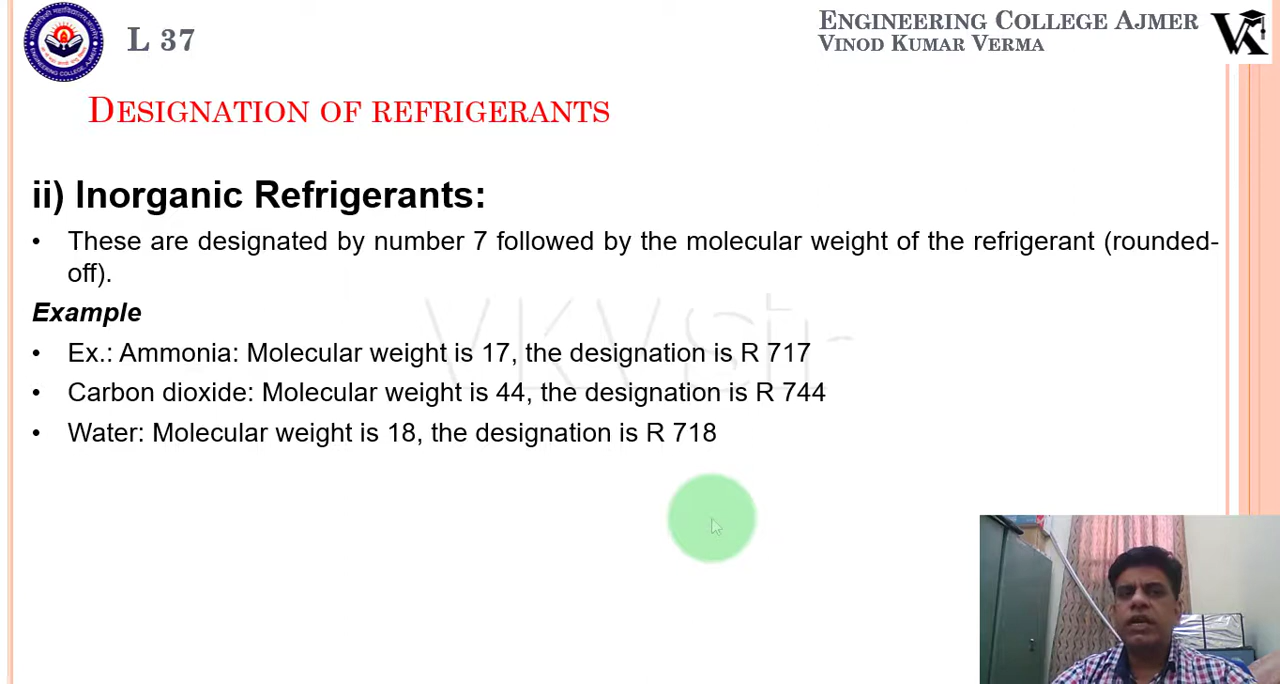 L 37
ENGINEERING COLLEGE AJMER
VINOD KUMAR VERMA
DESIGNATION OF REFRIGERANTS
ii) Inorganic Refrigerants:
• These are designated by number 7 followed by the molecular weight of the refrigerant (rounded-
off).
Example
• Ex.: Ammonia: Molecular weight is 17, the designation is R 717
• Carbon dioxide: Molecular weight is 44, the designation is R 744
• Water: Molecular weight is 18, the designation is R 718